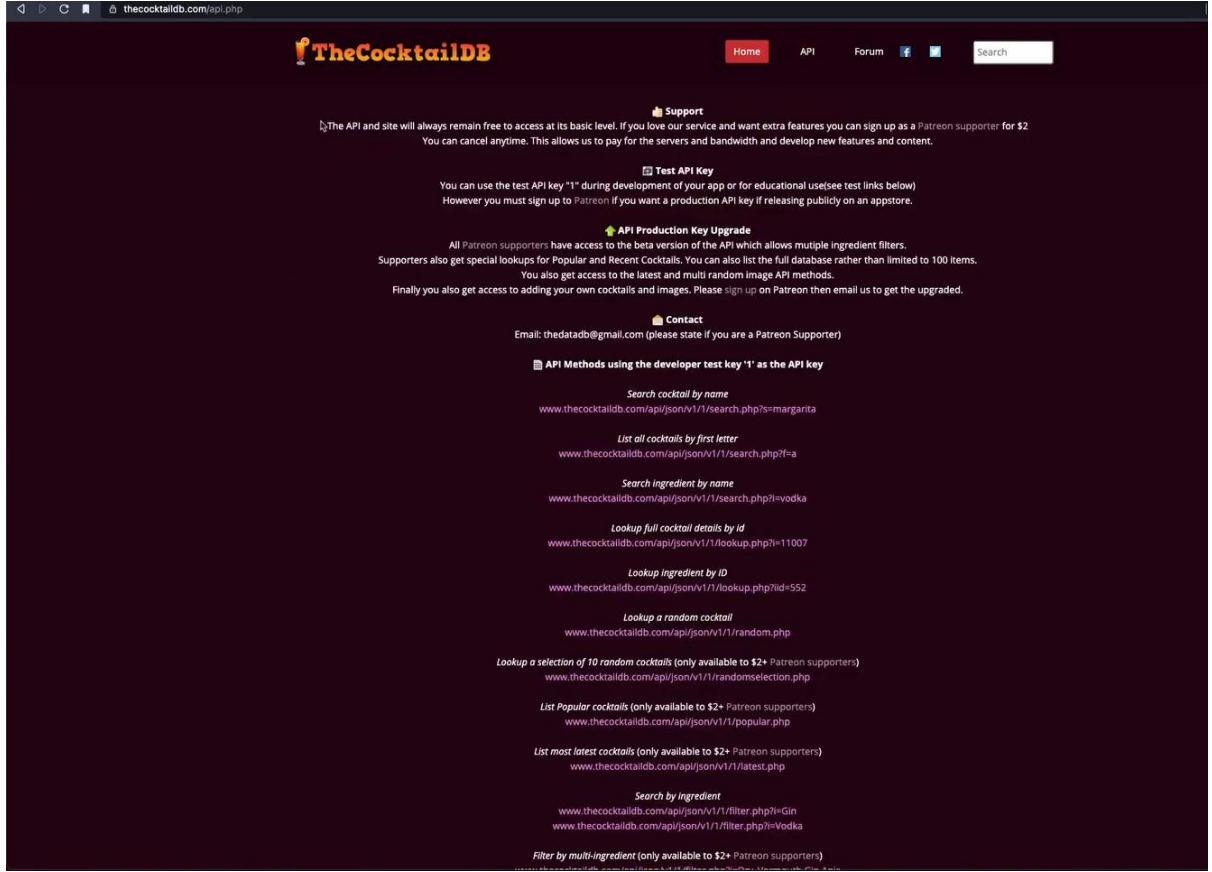 thecocktaildb.com/api.php
TheCocktailDB
Home API Forum Search
Support
The API and site will always remain free to access at its basic level. If you love our service and want extra features you can sign up as a Patreon supporter for $2
You can cancel anytime. This allows us to pay for the servers and bandwidth and develop new features and content.
Test API Key
You can use the test API key "1" during development of your app or for educational use(see test links below)
However you must sign up to Patreon if you want a production API key if releasing publicly on an appstore.
API Production Key Upgrade
All Patreon supporters have access to the beta version of the API which allows mutiple ingredient filters.
Supporters also get special lookups for Popular and Recent Cocktails. You can also list the full database rather than limited to 100 items.
You also get access to the latest and multi random image API methods.
Finally you also get access to adding your own cocktails and images. Please sign up on Patreon then email us to get the upgraded.
Contact
Email: thedatadb@gmail.com (please state if you are a Patreon Supporter)
API Methods using the developer test key '1' as the API key
Search cocktail by name
www.thecocktaildb.com/api/json/v1/1/search.php?s=margarita
List all cocktails by first letter
www.thecocktaildb.com/api/json/v1/1/search.php?f=a
Search ingredient by name
www.thecocktaildb.com/api/json/v1/1/search.php?i=vodka
Lookup full cocktail details by id
www.thecocktaildb.com/api/json/v1/1/lookup.php?i=11007
Lookup ingredient by ID
www.thecocktaildb.com/api/json/v1/1/lookup.php?iid=552
Lookup a random cocktail
www.thecocktaildb.com/api/json/v1/1/random.php
Lookup a selection of 10 random cocktails (only available to $2+ Patreon supporters)
www.thecocktaildb.com/api/json/v1/1/randomselection.php
List Popular cocktails (only available to $2+ Patreon supporters)
www.thecocktaildb.com/api/json/v1/1/popular.php
List most latest cocktails (only available to $2+ Patreon supporters)
www.thecocktaildb.com/api/json/v1/1/latest.php
Search by ingredient
www.thecocktaildb.com/api/json/v1/1/filter.php?i=Gin
www.thecocktaildb.com/api/json/v1/1/filter.php?i=Vodka
Filter by multi-ingredient (only available to $2+ Patreon supporters)